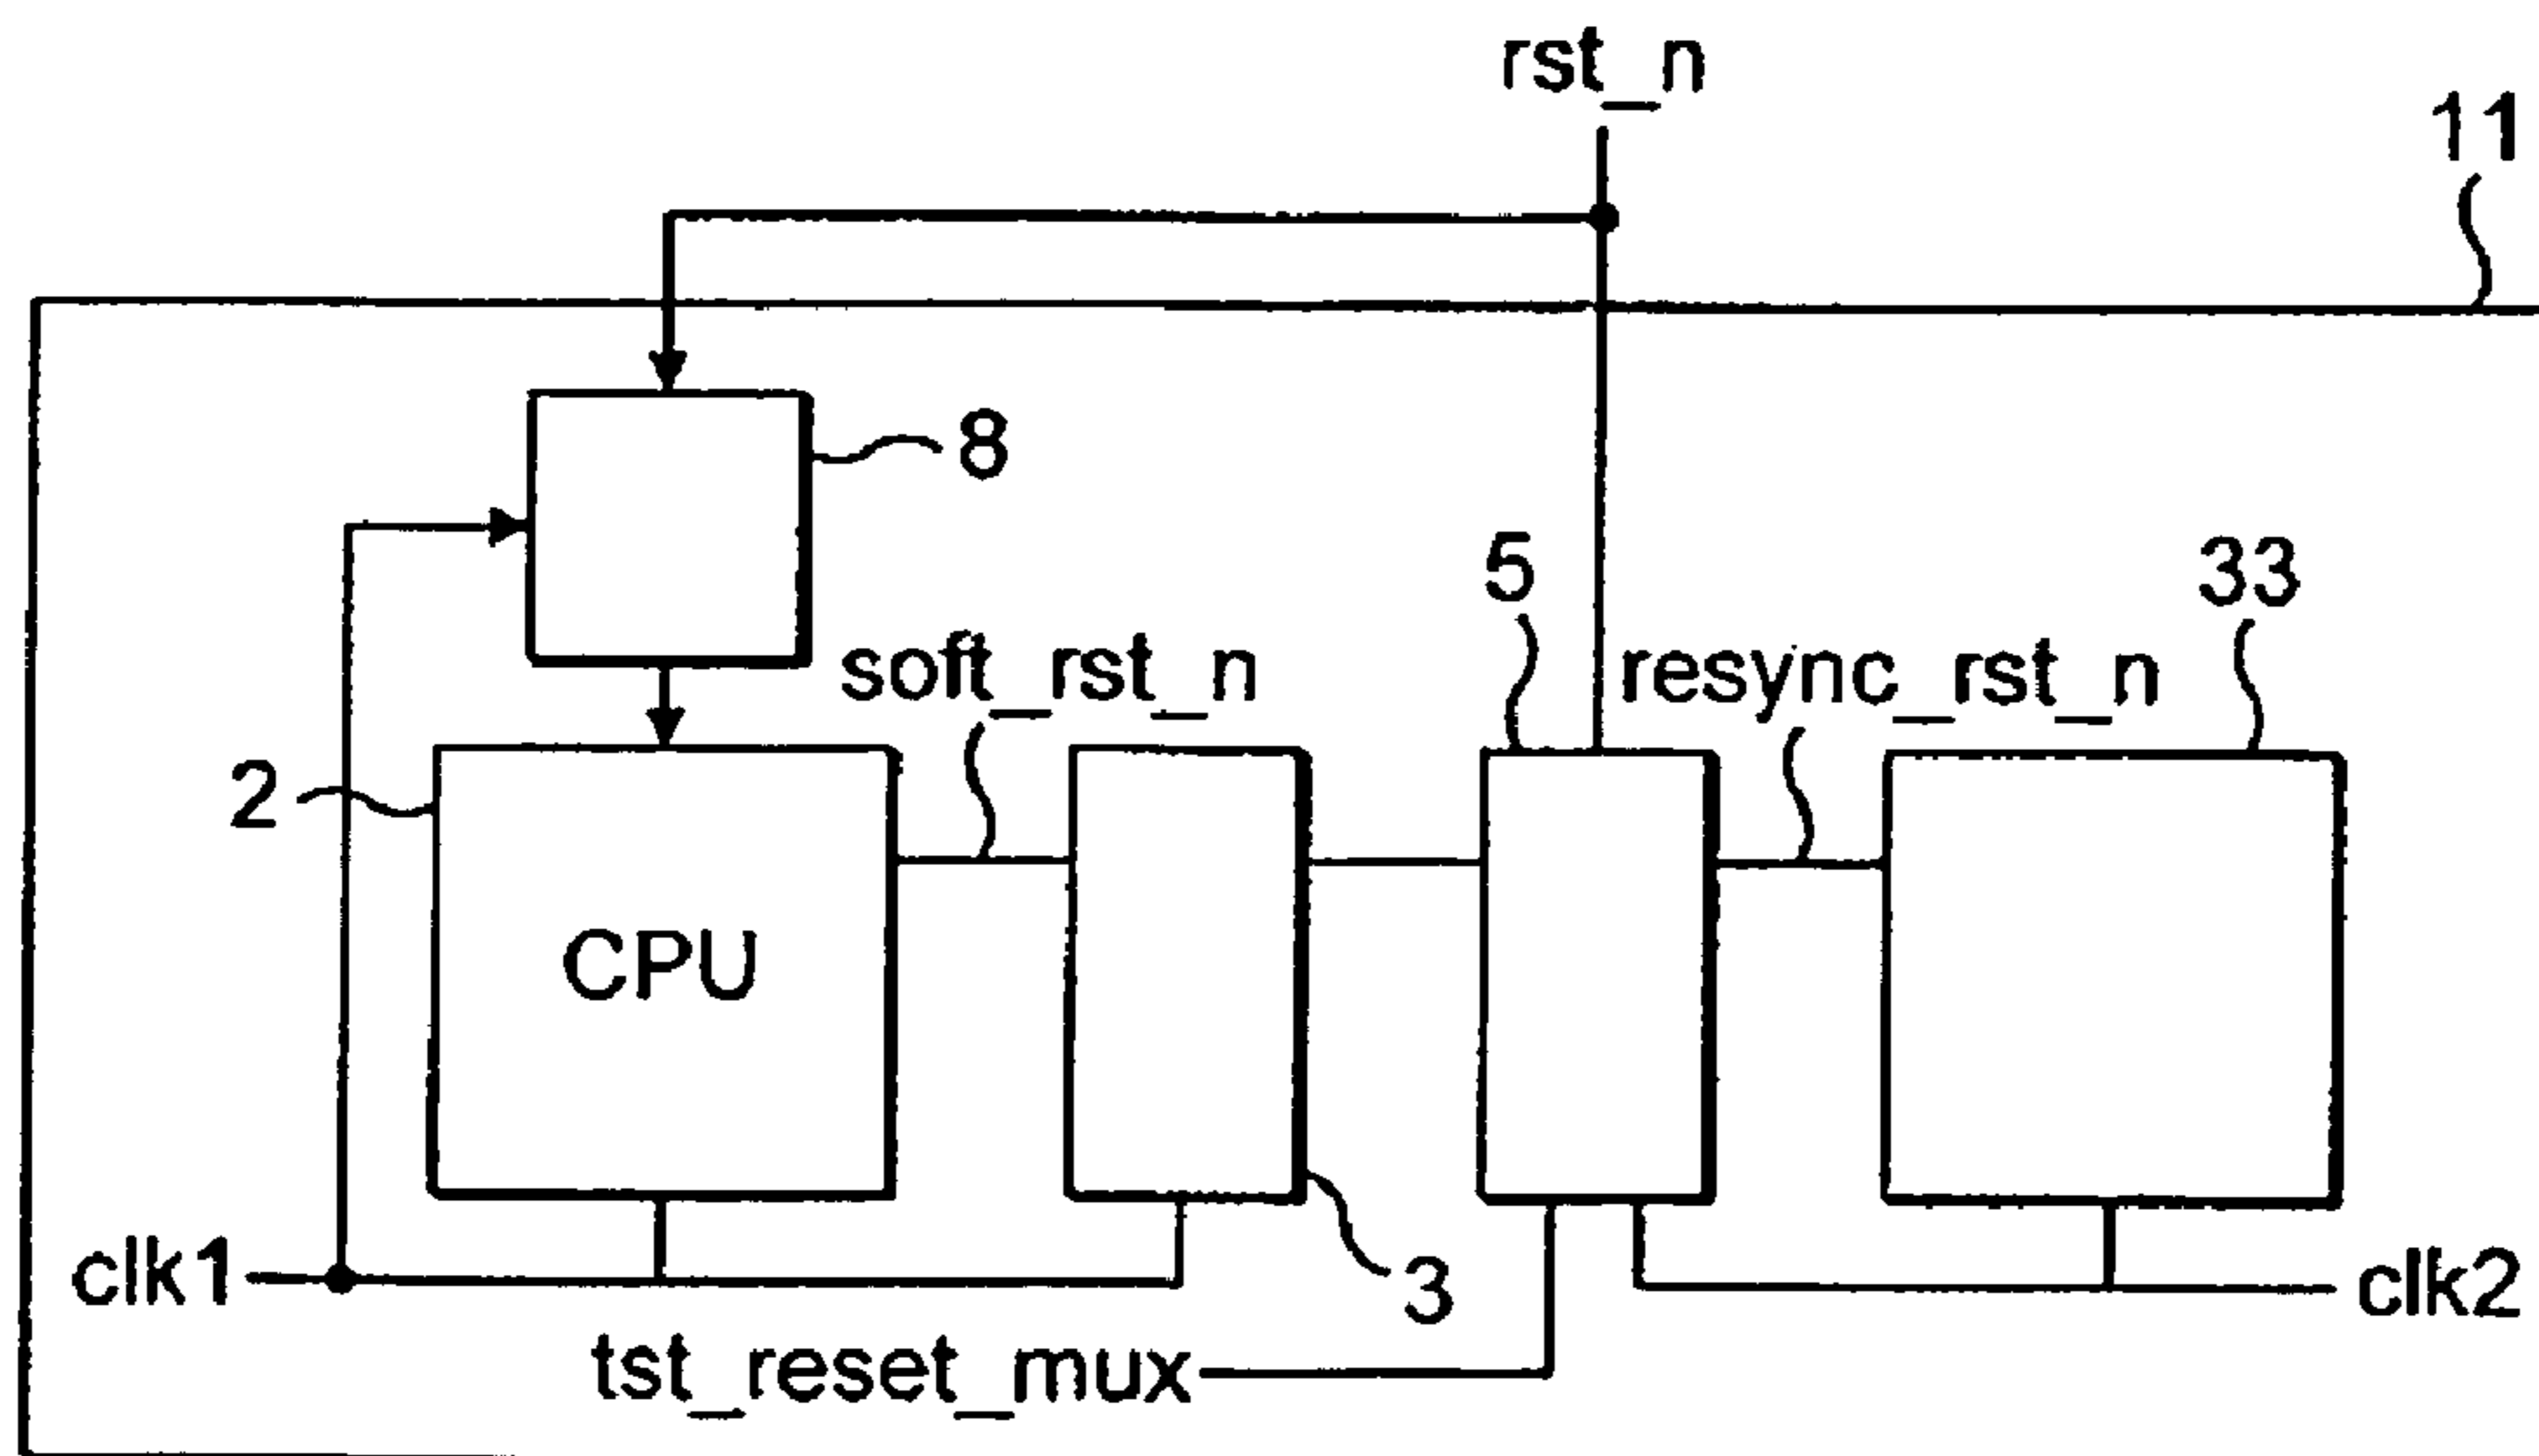 rst_n
11
8
5
33
soft_rst_n
resync_rst_n
2
CPU
clk1
3
clk2
tst_reset_mux